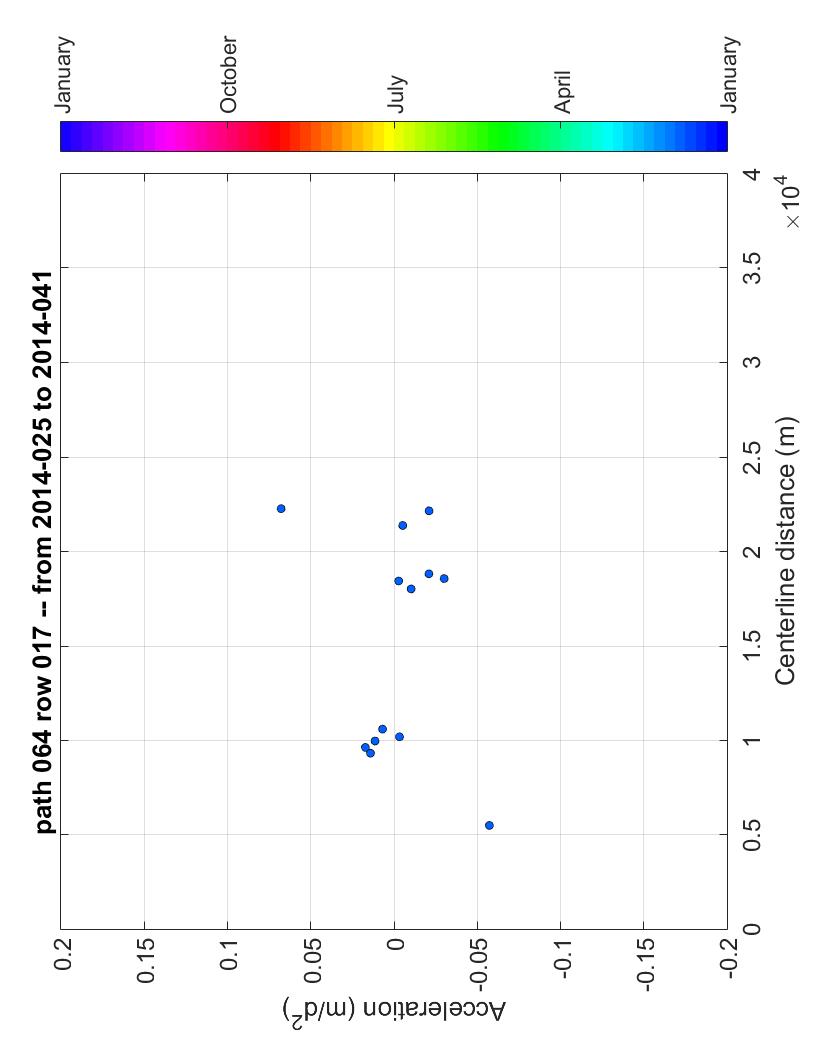 path 064 row 017 -- from 2014-025 to 2014-041
Acceleration (m/d²)
0.2
0.15
0.1
0.05
0
-0.05
-0.1
-0.15
-0.2
0
0.5
1
1.5
2
2.5
3
3.5
4
×10⁴
Centerline distance (m)
January
October
July
April
January